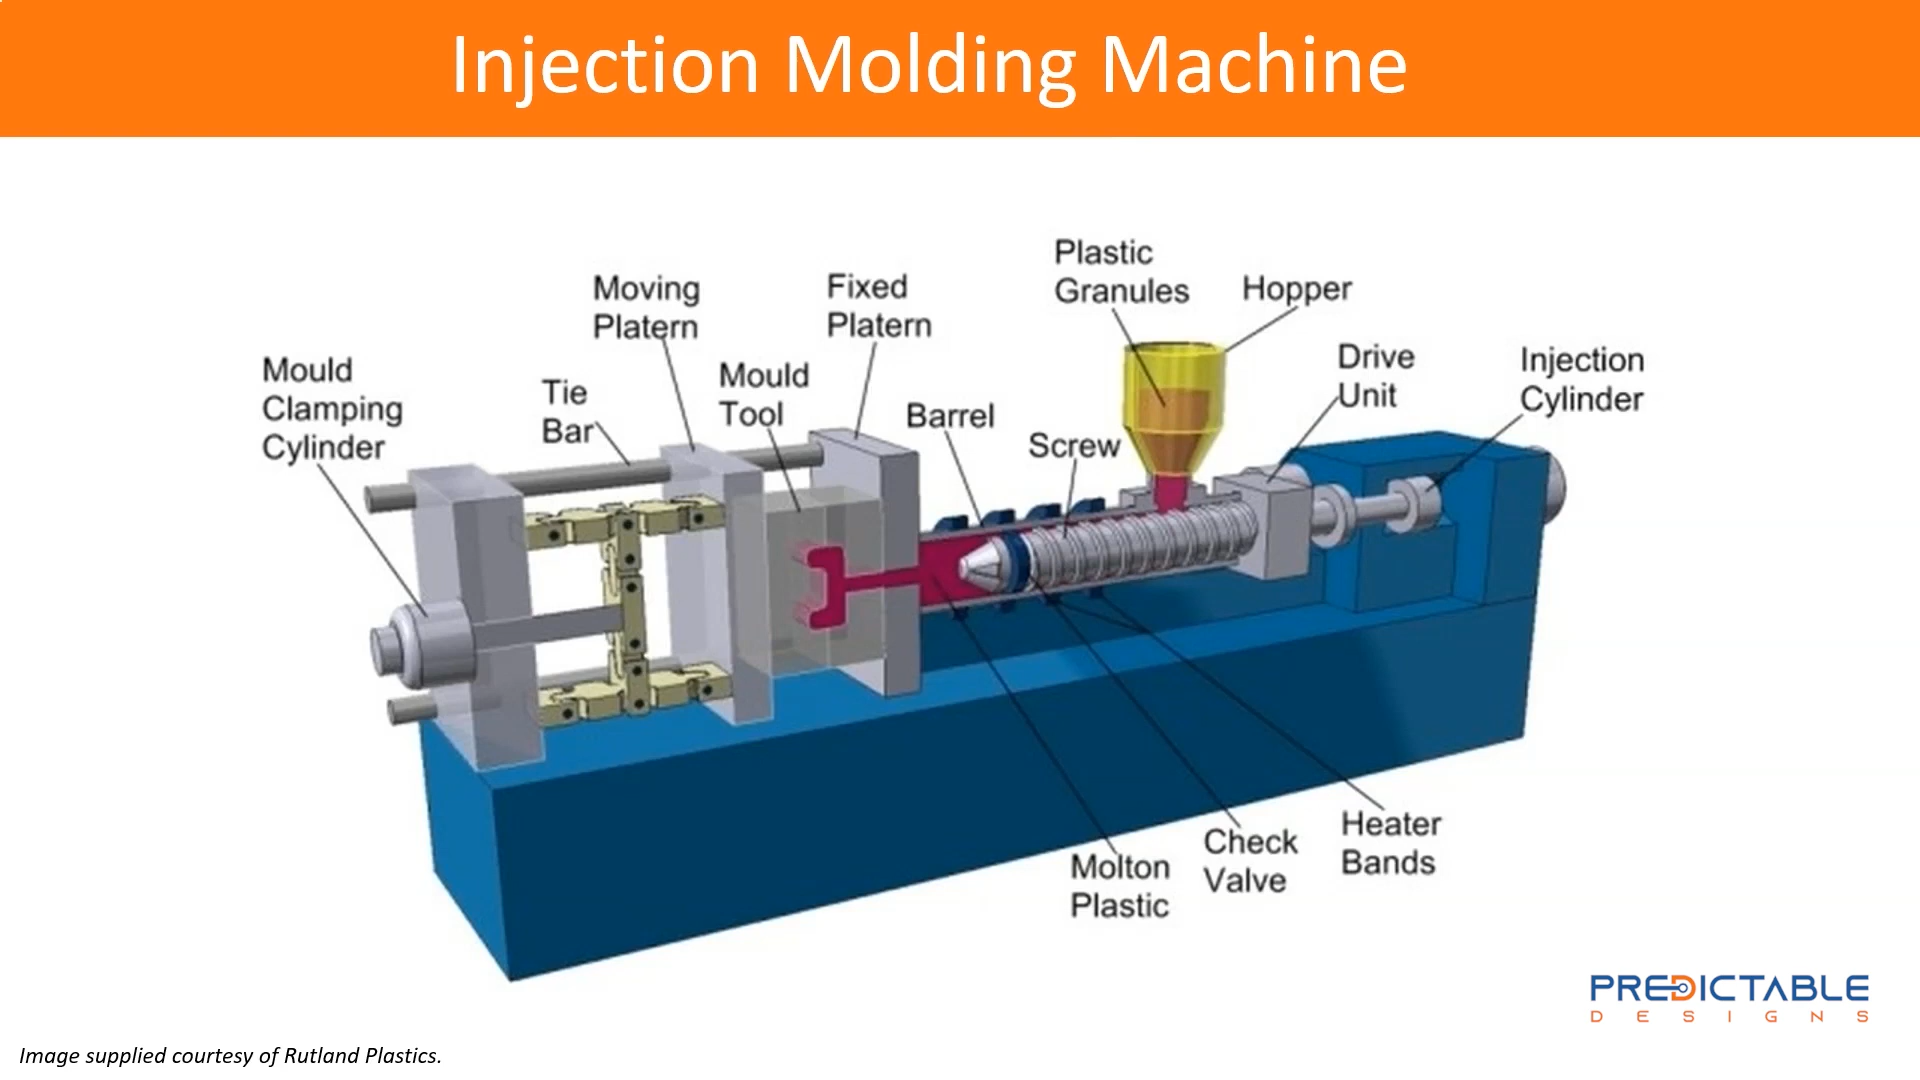 Injection Molding Machine
Plastic
Granules
Hopper
Moving
Platern
Fixed
Platern
Drive
Unit
Injection
Cylinder
Mould
Clamping
Cylinder
Tie
Bar
Mould
Tool
Barrel
Screw
Molton
Plastic
Check
Valve
Heater
Bands
PREDICTABLE
DESIGNS
Image supplied courtesy of Rutland Plastics.